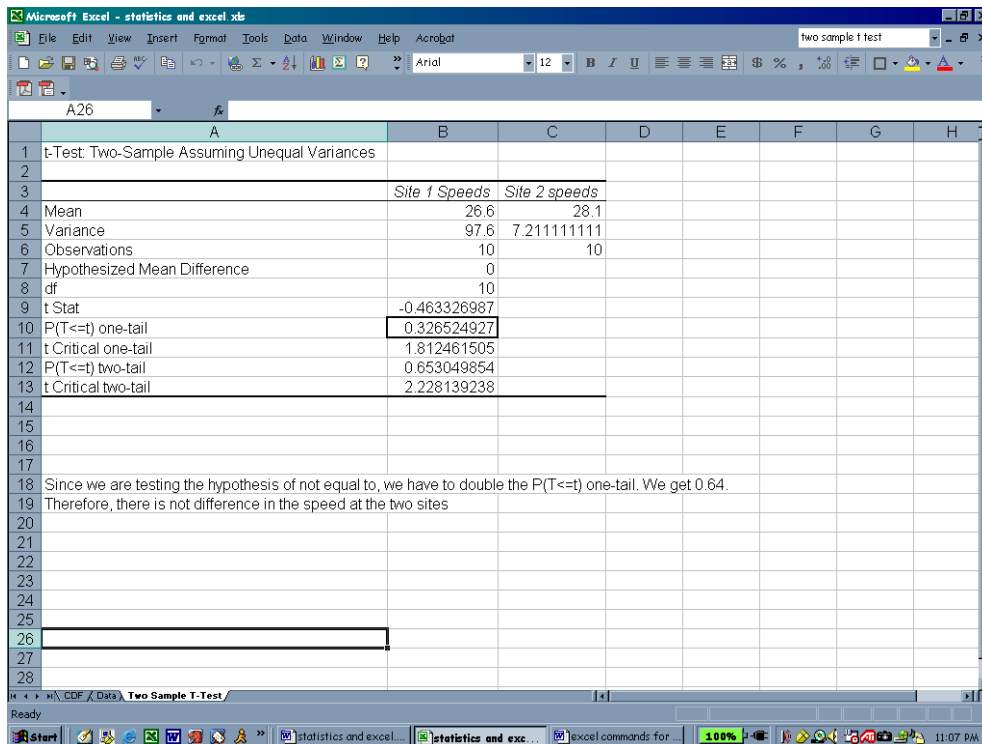 Microsoft Excel - statistics and excel.xls
File Edit View Insert Format Tools Data Window Help Acrobat two sample t test
Arial 12 B I U $ % ,
A26 fx
A B C D E F G H
1 t-Test: Two-Sample Assuming Unequal Variances
2
3 Site 1 Speeds Site 2 speeds
4 Mean 26.6 28.1
5 Variance 97.6 7.211111111
6 Observations 10 10
7 Hypothesized Mean Difference 0
8 df 10
9 t Stat -0.463326987
10 P(T<=t) one-tail 0.326524927
11 t Critical one-tail 1.812461505
12 P(T<=t) two-tail 0.653049854
13 t Critical two-tail 2.228139238
14
15
16
17
18 Since we are testing the hypothesis of not equal to, we have to double the P(T<=t) one-tail. We get 0.64.
19 Therefore, there is not difference in the speed at the two sites
20
21
22
23
24
25
26
27
28
CDF Data Two Sample T-Test
Ready
Start statistics and excel.... statistics and exc... excel commands for ... 100% 11:07 PM